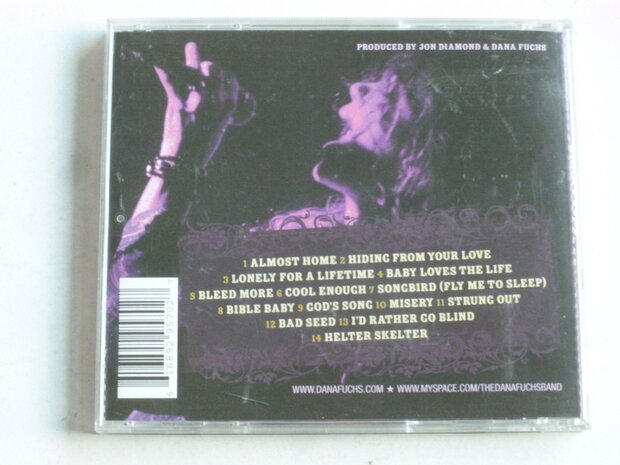 PRODUCED BY JON DIAMOND & DANA FUCHS
1 ALMOST HOME 2 HIDING FROM YOUR LOVE
3 LONELY FOR A LIFETIME 4 BABY LOVES THE LIFE
5 BLEED MORE 6 COOL ENOUGH 7 SONGBIRD (FLY ME TO SLEEP)
8 BIBLE BABY 9 GOD'S SONG 10 MISERY 11 STRUNG OUT
12 BAD SEED 13 I'D RATHER GO BLIND
14 HELTER SKELTER
WWW.DANAFUCHS.COM ★ WWW.MYSPACE.COM/THEDANAFUCHSBAND